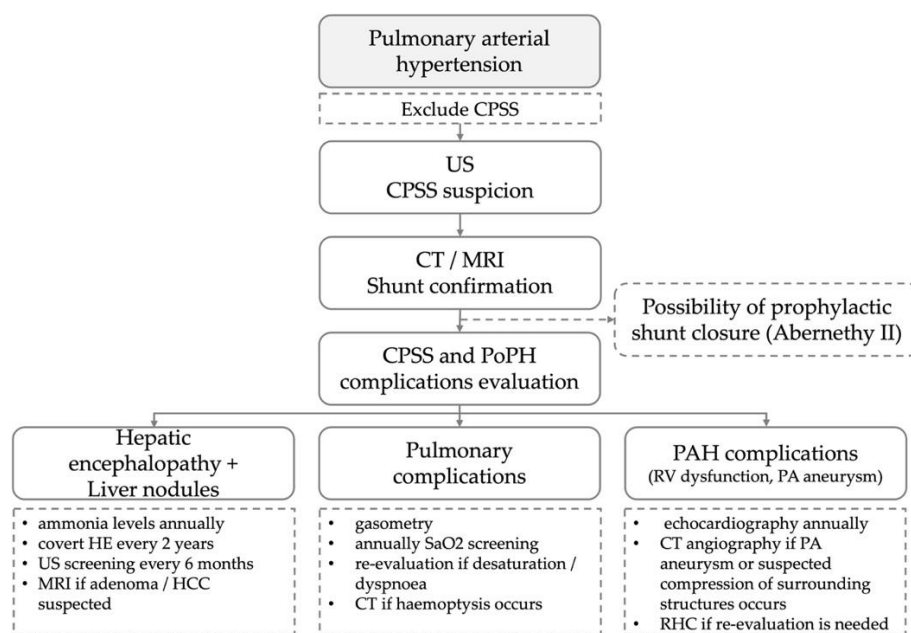 Pulmonary arterial
hypertension
Exclude CPSS
US
CPSS suspicion
CT / MRI
Shunt confirmation
Possibility of prophylactic
shunt closure (Abernethy II)
CPSS and PoPH
complications evaluation
Hepatic
encephalopathy +
Liver nodules
• ammonia levels annually
• covert HE every 2 years
• US screening every 6 months
• MRI if adenoma / HCC
suspected
Pulmonary
complications
• gasometry
• annually SaO2 screening
• re-evaluation if desaturation /
dyspnoea
• CT if haemoptysis occurs
PAH complications
(RV dysfunction, PA aneurysm)
• echocardiography annually
• CT angiography if PA
aneurysm or suspected
compression of surrounding
structures occurs
• RHC if re-evaluation is needed